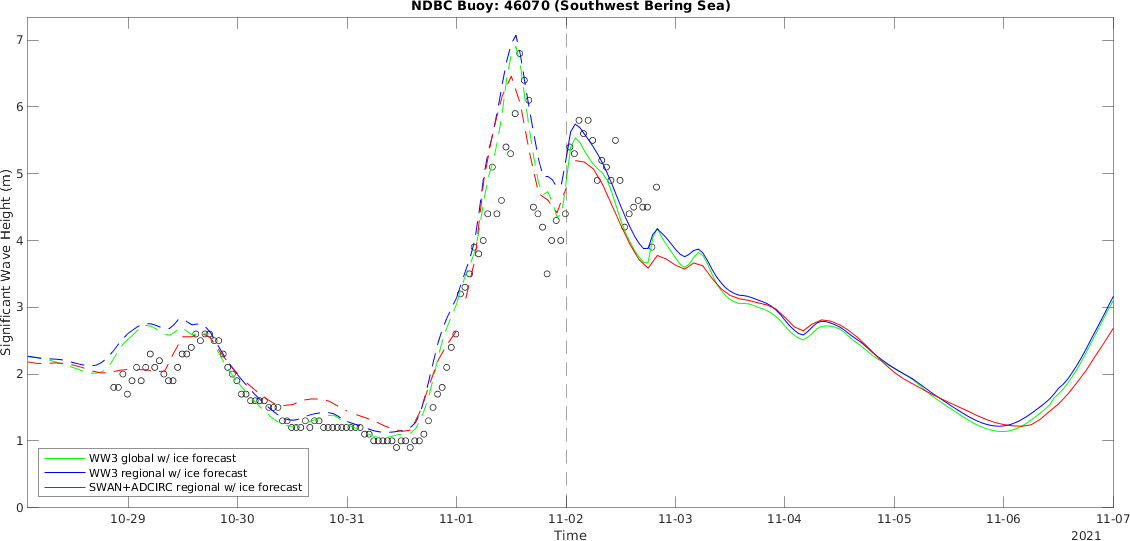 NDBC Buoy: 46070 (Southwest Bering Sea)
Significant Wave Height (m)
7
6
5
4
3
2
1
0
WW3 global w/ ice forecast
WW3 regional w/ ice forecast
SWAN+ADCIRC regional w/ ice forecast
10-29 10-30 10-31 11-01 11-02 11-03 11-04 11-05 11-06 11-07
Time
2021